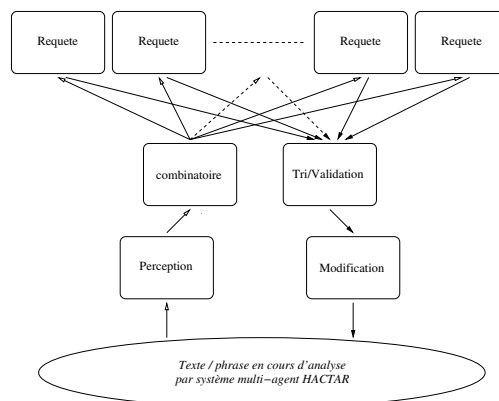 Requete Requete Requete Requete
combinatoire Tri/Validation
Perception Modification
Texte / phrase en cours d'analyse
par système multi-agent HACTAR